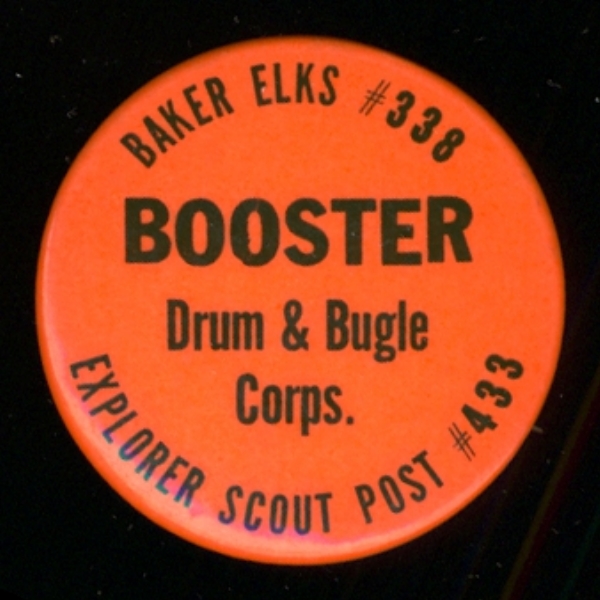 BAKER ELKS #338
BOOSTER
Drum & Bugle
Corps.
EXPLORER SCOUT POST #433